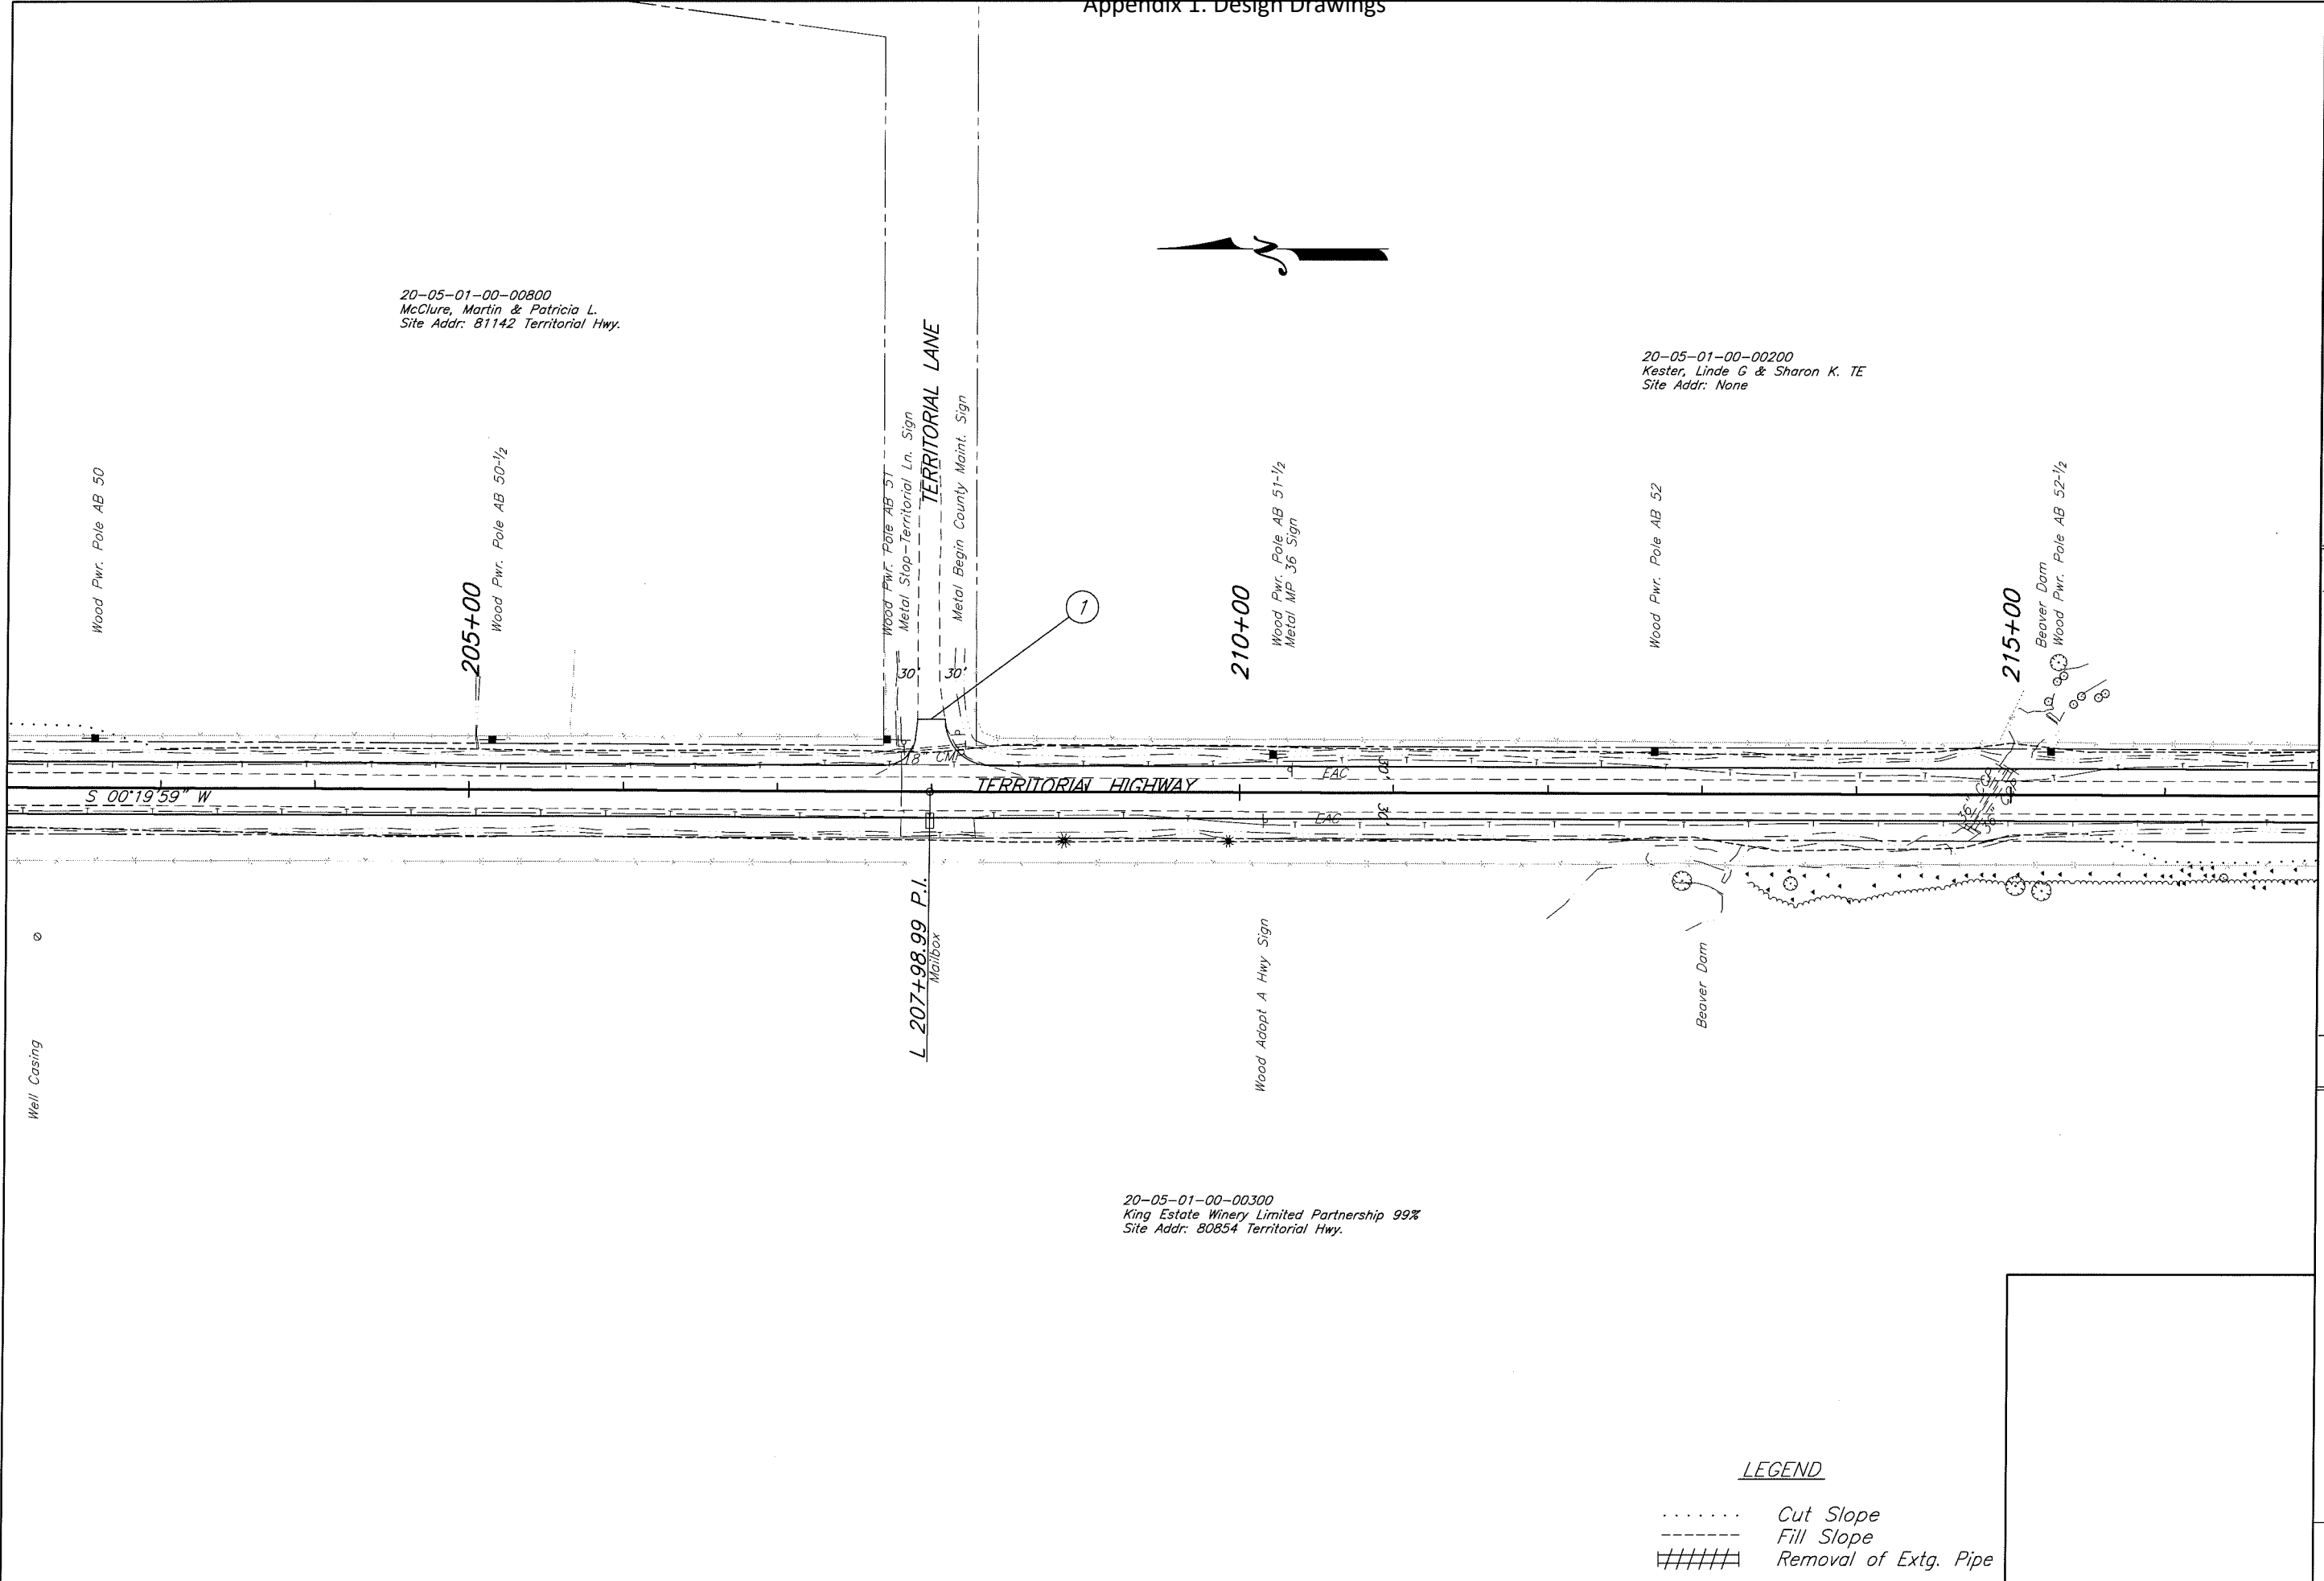 Appendix 1. Design Drawings
20-05-01-00-00800
McClure, Martin & Patricia L.
Site Addr: 81142 Territorial Hwy.
20-05-01-00-00200
Kester, Linde G & Sharon K. TE
Site Addr: None
Wood Pwr. Pole AB 50
205+00
Wood Pwr. Pole AB 50-1/2
Wood Pwr. Pole AB 51
Metal Stop-Territorial Ln. Sign
TERRITORIAL LANE
Metal Begin County Maint. Sign
1
210+00
Wood Pwr. Pole AB 51-1/2
Metal MP 36 Sign
Wood Pwr. Pole AB 52
215+00
Beaver Dam
Wood Pwr. Pole AB 52-1/2
30'
30'
18" CMP
30'
EAC
TERRITORIAL HIGHWAY
S 00°19'59" W
EAC
30'
36"
36"
L 207+98.99 P.I.
Mailbox
Wood Adopt A Hwy Sign
Beaver Dam
Well Casing
20-05-01-00-00300
King Estate Winery Limited Partnership 99%
Site Addr: 80854 Territorial Hwy.
LEGEND
Cut Slope
Fill Slope
Removal of Extg. Pipe